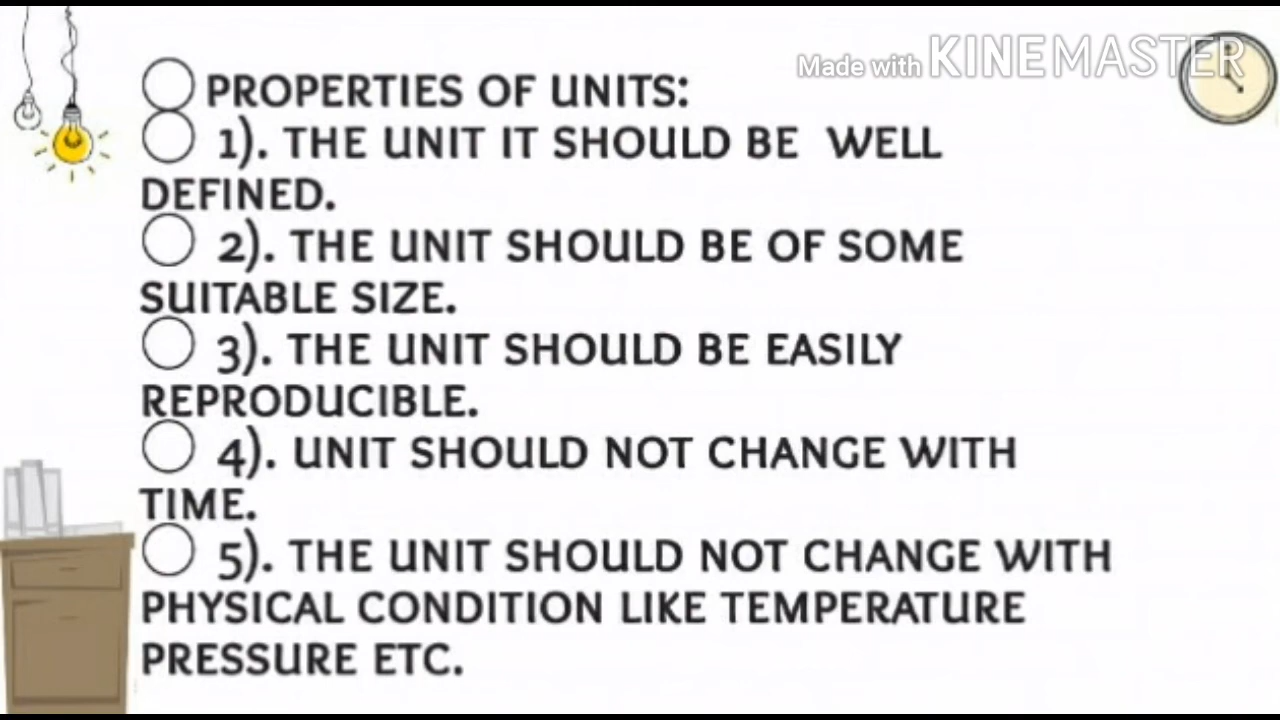 Made with KINEMASTER
PROPERTIES OF UNITS:
1). THE UNIT IT SHOULD BE WELL
DEFINED.
2). THE UNIT SHOULD BE OF SOME
SUITABLE SIZE.
3). THE UNIT SHOULD BE EASILY
REPRODUCIBLE.
4). UNIT SHOULD NOT CHANGE WITH
TIME.
5). THE UNIT SHOULD NOT CHANGE WITH
PHYSICAL CONDITION LIKE TEMPERATURE
PRESSURE ETC.